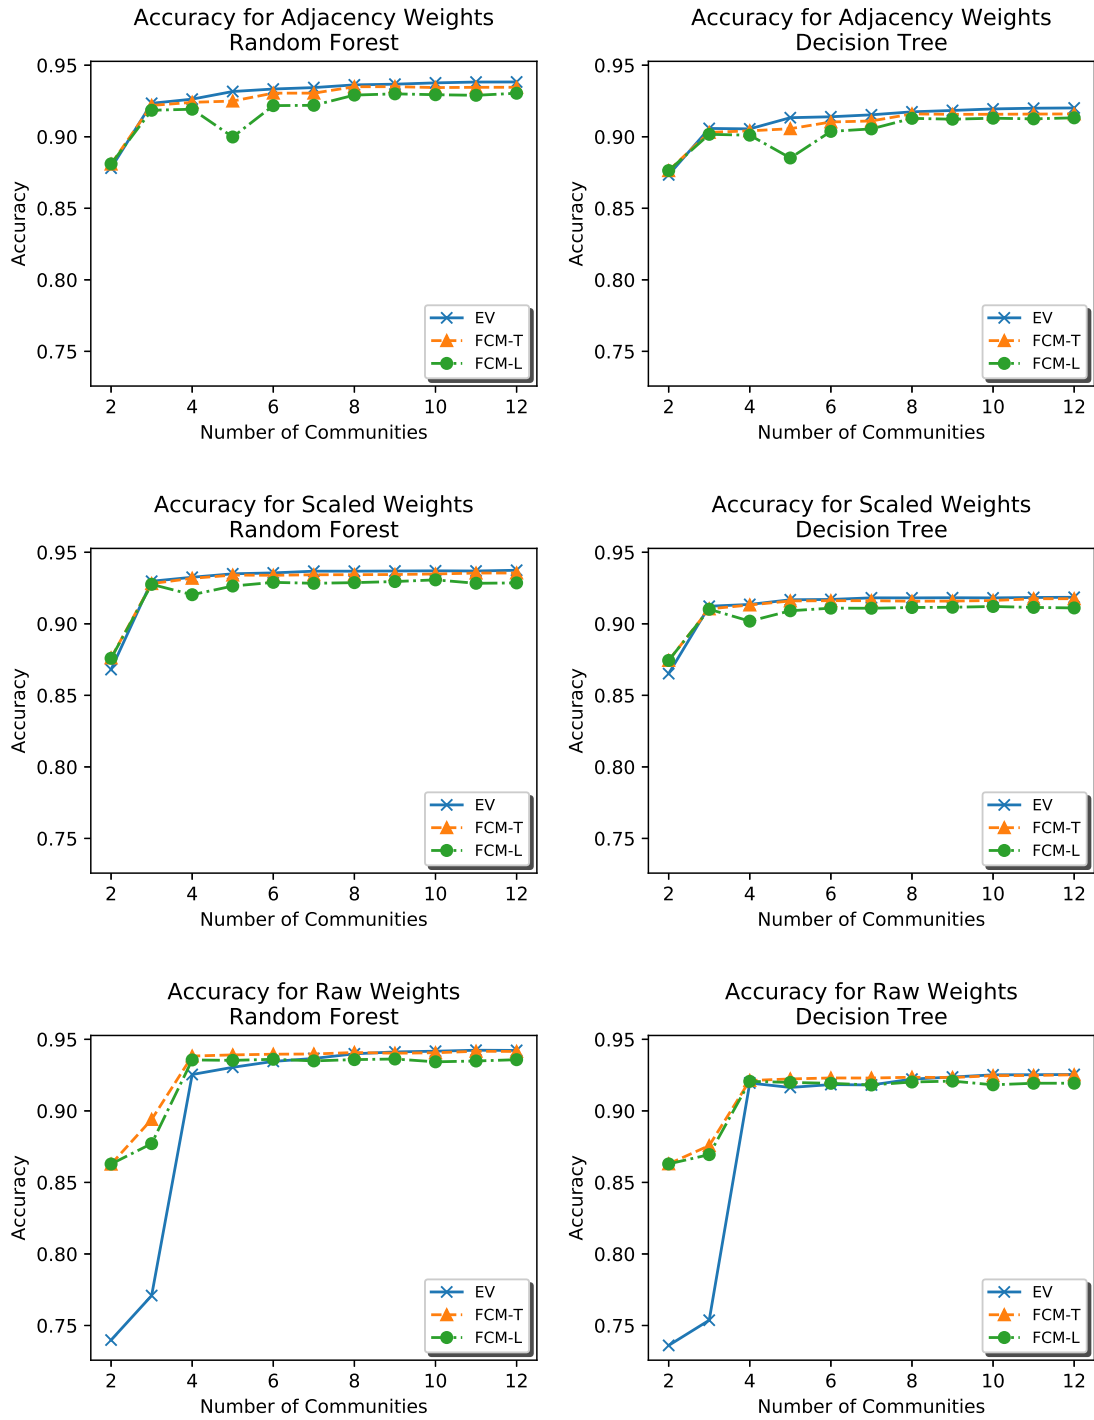 Accuracy for Adjacency Weights
Random Forest
Accuracy
0.95
0.90
0.85
0.80
0.75
EV
FCM-T
FCM-L
2 4 6 8 10 12
Number of Communities
Accuracy for Adjacency Weights
Decision Tree
Accuracy
0.95
0.90
0.85
0.80
0.75
EV
FCM-T
FCM-L
2 4 6 8 10 12
Number of Communities
Accuracy for Scaled Weights
Random Forest
Accuracy
0.95
0.90
0.85
0.80
0.75
EV
FCM-T
FCM-L
2 4 6 8 10 12
Number of Communities
Accuracy for Scaled Weights
Decision Tree
Accuracy
0.95
0.90
0.85
0.80
0.75
EV
FCM-T
FCM-L
2 4 6 8 10 12
Number of Communities
Accuracy for Raw Weights
Random Forest
Accuracy
0.95
0.90
0.85
0.80
0.75
EV
FCM-T
FCM-L
2 4 6 8 10 12
Number of Communities
Accuracy for Raw Weights
Decision Tree
Accuracy
0.95
0.90
0.85
0.80
0.75
EV
FCM-T
FCM-L
2 4 6 8 10 12
Number of Communities